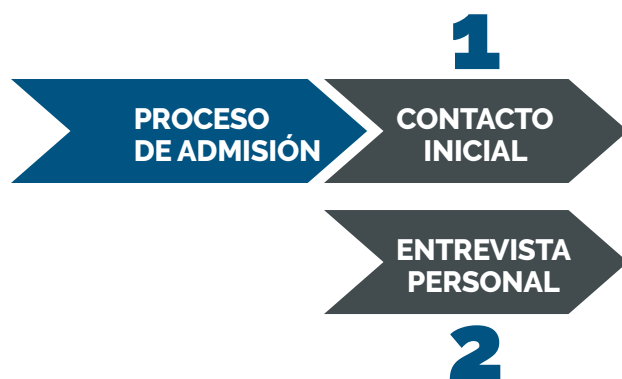 1
PROCESO
DE ADMISIÓN
CONTACTO
INICIAL
ENTREVISTA
PERSONAL
2